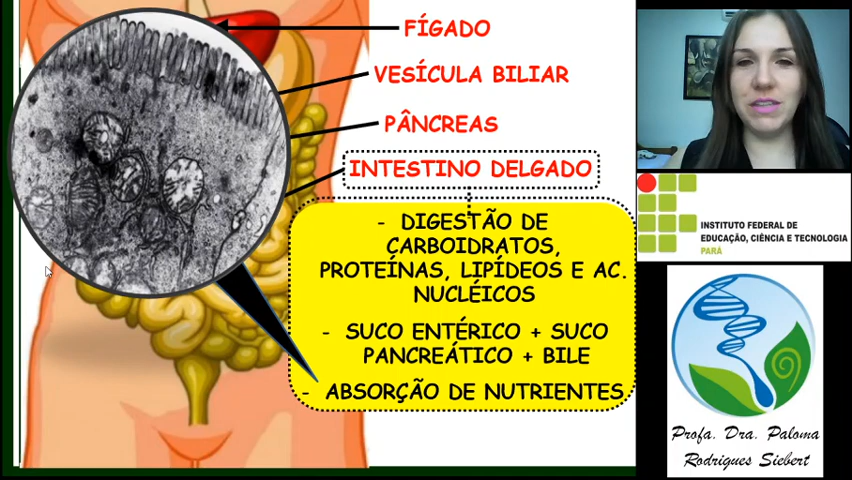 FÍGADO
VESÍCULA BILIAR
PÂNCREAS
INTESTINO DELGADO
- DIGESTÃO DE
CARBOIDRATOS,
PROTEÍNAS, LIPÍDEOS E AC.
NUCLÉICOS
- SUCO ENTÉRICO + SUCO
PANCREÁTICO + BILE
- ABSORÇÃO DE NUTRIENTES
INSTITUTO FEDERAL DE
EDUCAÇÃO, CIÊNCIA E TECNOLOGIA
PARÁ
Profa. Dra. Paloma
Rodrigues Siebert